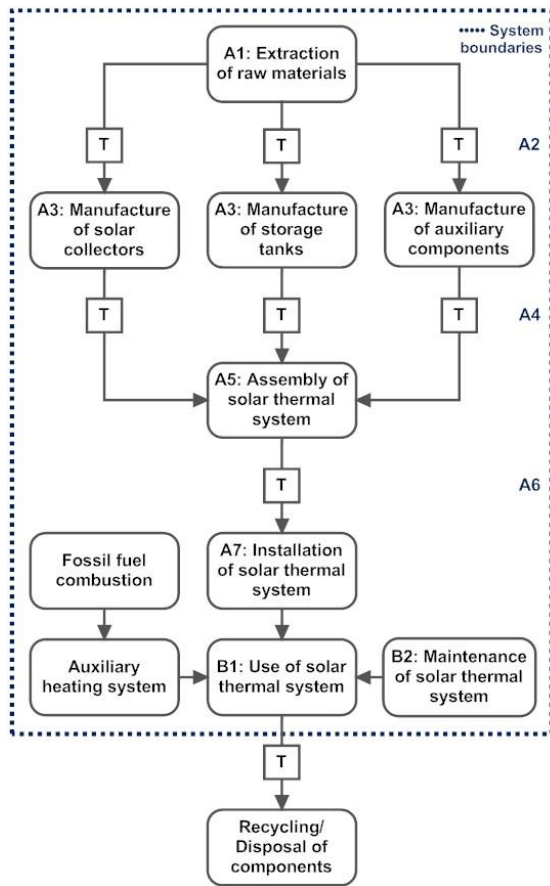 ••••• System
boundaries
A1: Extraction
of raw materials
T
T
T
A2
A3: Manufacture
of solar
collectors
A3: Manufacture
of storage
tanks
A3: Manufacture
of auxiliary
components
T
T
T
A4
A5: Assembly of
solar thermal
system
T
A6
Fossil fuel
combustion
A7: Installation
of solar thermal
system
Auxiliary
heating system
B1: Use of solar
thermal system
B2: Maintenance
of solar thermal
system
T
Recycling/
Disposal of
components